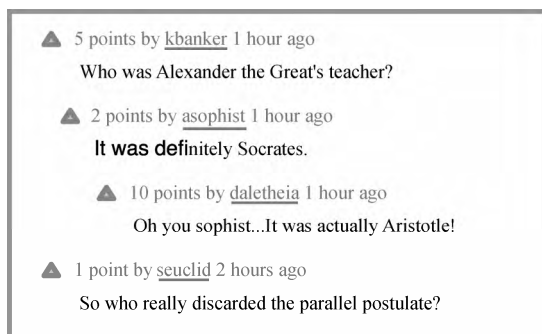 5 points by kbanker 1 hour ago
Who was Alexander the Great's teacher?
2 points by asophist 1 hour ago
It was definitely Socrates.
10 points by daletheia 1 hour ago
Oh you sophist...It was actually Aristotle!
1 point by seuclid 2 hours ago
So who really discarded the parallel postulate?